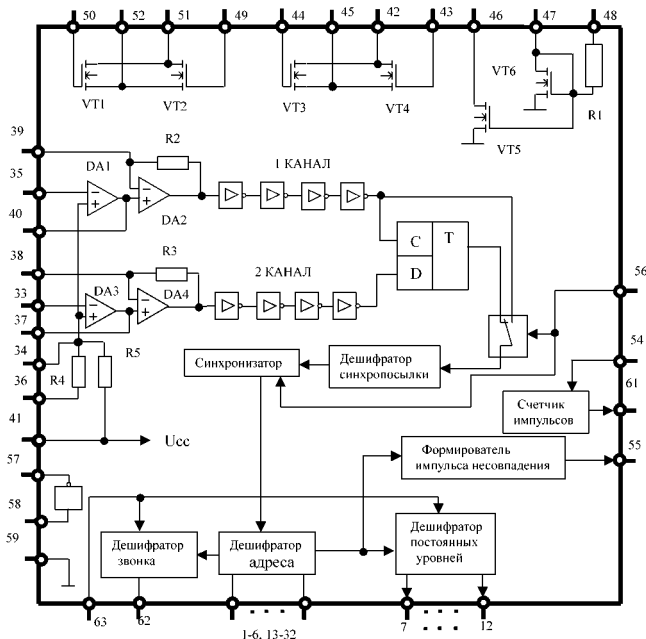 50 52 51 49 44 45 42 43 46 47 48
VT1 VT2 VT3 VT4 VT5 VT6 R1
39
R2
35
DA1
1 КАНАЛ
40
DA2
C T
D
38
R3
2 КАНАЛ
56
33
DA3
DA4
37
34
R4
R5
54
36
Синхронизатор
Дешифратор
синхропосылки
61
Счетчик
импульсов
41
Ucc
55
Формирователь
импульса несовпадения
57
58
59
Дешифратор
звонка
Дешифратор
адреса
Дешифратор
постоянных
уровней
63 62
1-6, 13-32
7 12